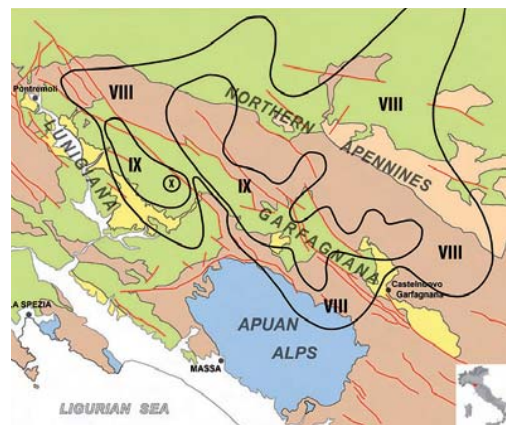 Pontremoli
VIII
NORTHERN
VIII
LUNIGIANA
APENNINES
IX
X
IX
GARFAGNANA
VIII
Castelnuovo
Garfagnana
VIII
LA SPEZIA
APUAN
ALPS
MASSA
LIGURIAN SEA